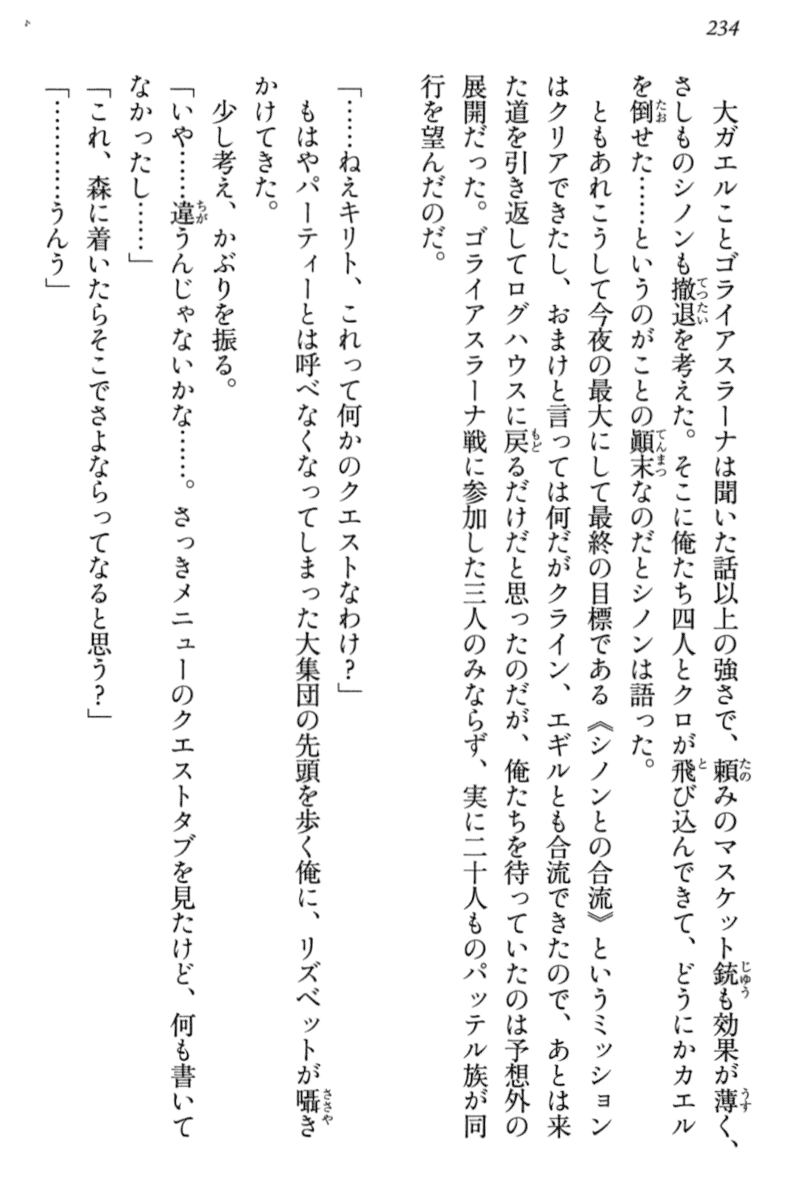 234
大ガエルことゴライアスラーナは聞いた話以上の強さで、頼みのマスケット銃も効果が薄く、
さしものシノンも撤退を考えた。そこに俺たち四人とクロが飛び込んできて、どうにかカエル
を倒せた……というのがことの顚末なのだとシノンは語った。
ともあれこうして今夜の最大にして最終の目標である《シノンとの合流》というミッション
はクリアできたし、おまけと言っては何だがクライン、エギルとも合流できたので、あとは来
た道を引き返してログハウスに戻るだけだと思ったのだが、俺たちを待っていたのは予想外の
展開だった。ゴライアスラーナ戦に参加した三人のみならず、実に二十人ものパッテル族が同
行を望んだのだ。
「……ねえキリト、これって何かのクエストなわけ?」
もはやパーティーとは呼べなくなってしまった大集団の先頭を歩く俺に、リズベットが囁き
かけてきた。
少し考え、かぶりを振る。
「いや……違うんじゃないかな……。さっきメニューのクエストタブを見たけど、何も書いて
なかったし……」
「これ、森に着いたらそこでさよならってなると思う?」
「…………うんう」